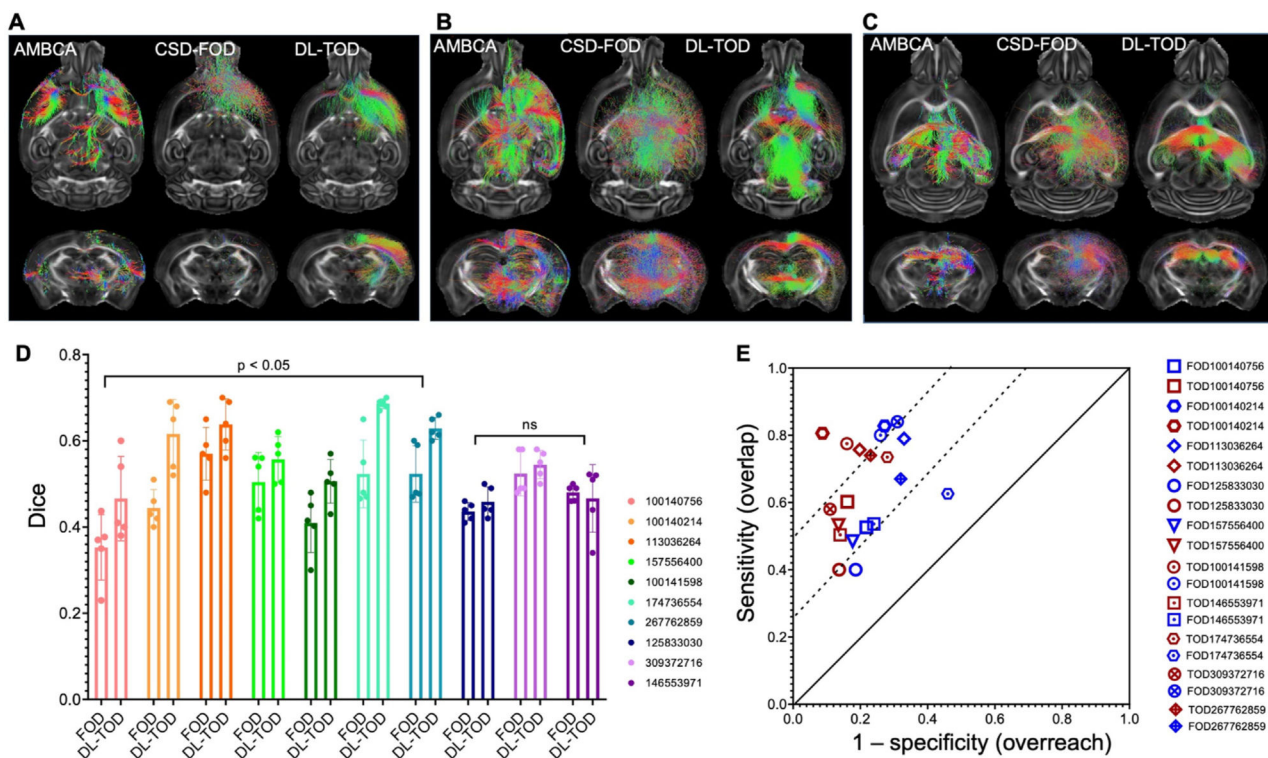 A
AMBCA
CSD-FOD
DL-TOD
B
AMBCA
CSD-FOD
DL-TOD
C
AMBCA
CSD-FOD
DL-TOD
D
Dice
0.8
0.6
0.4
0.2
0.0
p < 0.05
ns
FOD
DL-TOD
FOD
DL-TOD
FOD
DL-TOD
FOD
DL-TOD
FOD
DL-TOD
FOD
DL-TOD
FOD
DL-TOD
FOD
DL-TOD
FOD
DL-TOD
FOD
DL-TOD
100140756
100140214
113036264
157556400
100141598
174736554
267762859
125833030
309372716
146553971
E
Sensitivity (overlap)
1.0
0.8
0.6
0.4
0.2
0.0
0.0
0.2
0.4
0.6
0.8
1.0
1 – specificity (overreach)
FOD100140756
TOD100140756
FOD100140214
TOD100140214
FOD113036264
TOD113036264
FOD125833030
TOD125833030
FOD157556400
TOD157556400
TOD100141598
FOD100141598
TOD146553971
FOD146553971
TOD174736554
FOD174736554
TOD309372716
FOD309372716
TOD267762859
FOD267762859